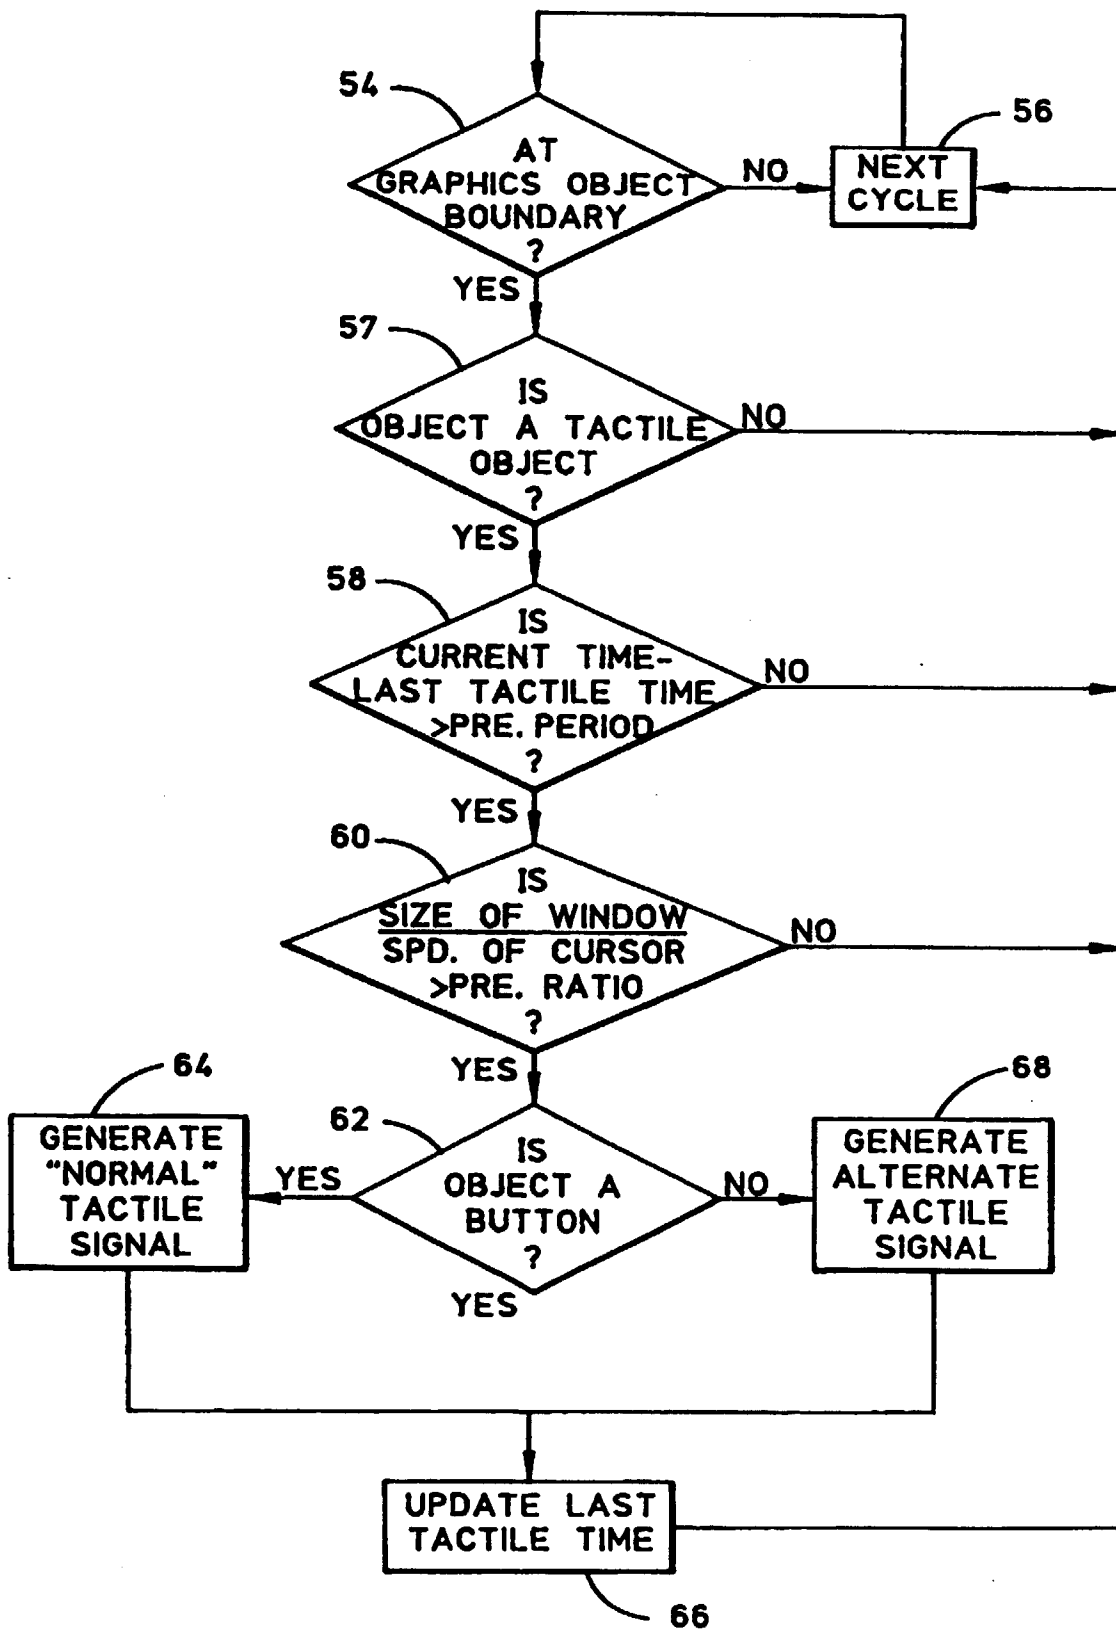 54
AT
GRAPHICS OBJECT
BOUNDARY
?
NO
56
NEXT
CYCLE
YES
57
IS
OBJECT A TACTILE
OBJECT
?
NO
YES
58
IS
CURRENT TIME-
LAST TACTILE TIME
>PRE. PERIOD
?
NO
YES
60
IS
SIZE OF WINDOW
SPD. OF CURSOR
>PRE. RATIO
?
NO
YES
64
GENERATE
"NORMAL"
TACTILE
SIGNAL
YES
62
IS
OBJECT A
BUTTON
?
YES
NO
68
GENERATE
ALTERNATE
TACTILE
SIGNAL
UPDATE LAST
TACTILE TIME
66